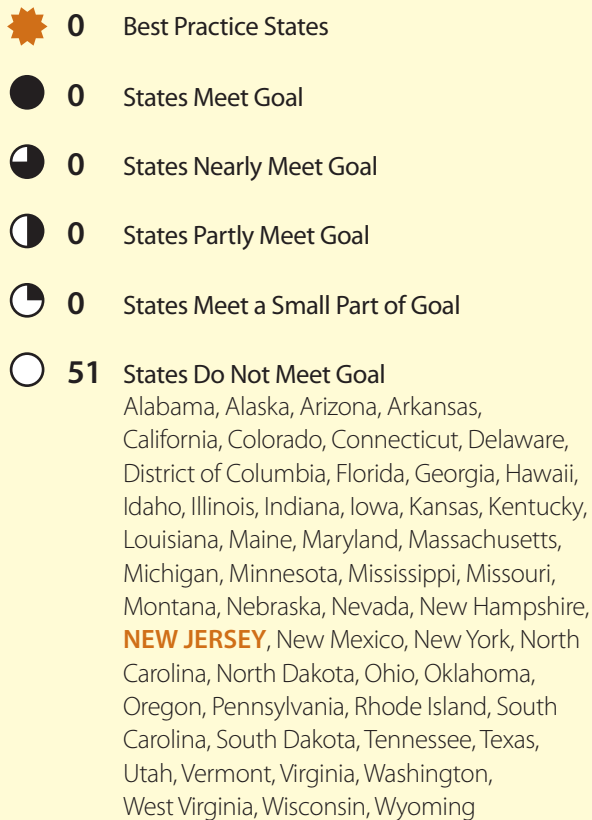 0 Best Practice States
0 States Meet Goal
0 States Nearly Meet Goal
0 States Partly Meet Goal
0 States Meet a Small Part of Goal
51 States Do Not Meet Goal
Alabama, Alaska, Arizona, Arkansas,
California, Colorado, Connecticut, Delaware,
District of Columbia, Florida, Georgia, Hawaii,
Idaho, Illinois, Indiana, Iowa, Kansas, Kentucky,
Louisiana, Maine, Maryland, Massachusetts,
Michigan, Minnesota, Mississippi, Missouri,
Montana, Nebraska, Nevada, New Hampshire,
NEW JERSEY, New Mexico, New York, North
Carolina, North Dakota, Ohio, Oklahoma,
Oregon, Pennsylvania, Rhode Island, South
Carolina, South Dakota, Tennessee, Texas,
Utah, Vermont, Virginia, Washington,
West Virginia, Wisconsin, Wyoming